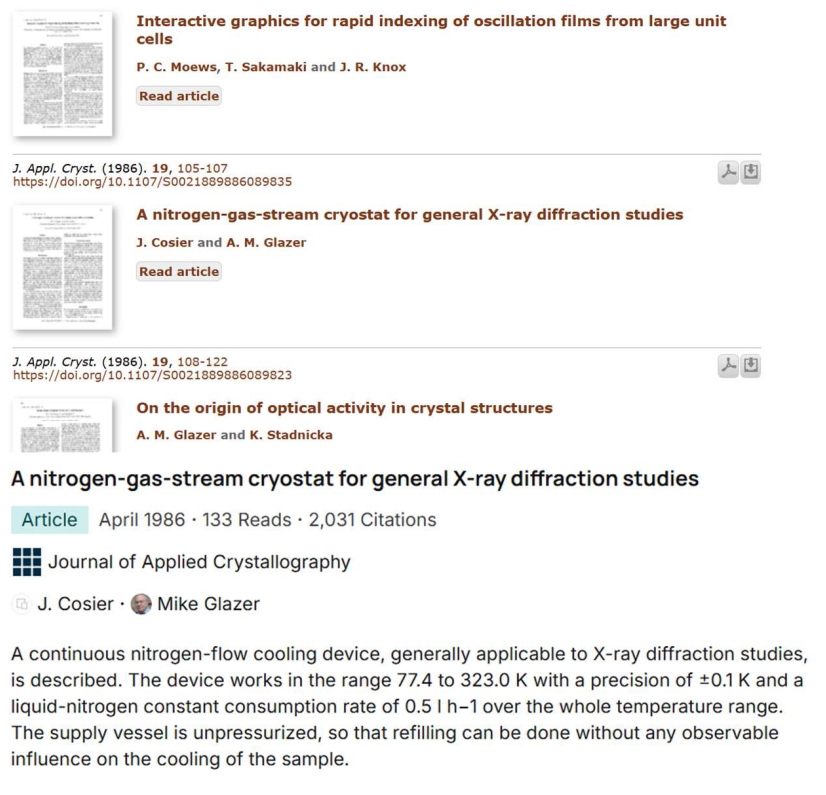 Interactive graphics for rapid indexing of oscillation films from large unit
cells
P. C. Moews, T. Sakamaki and J. R. Knox
Read article
J. Appl. Cryst. (1986). 19, 105-107
https://doi.org/10.1107/S0021889886089835
A nitrogen-gas-stream cryostat for general X-ray diffraction studies
J. Cosier and A. M. Glazer
Read article
J. Appl. Cryst. (1986). 19, 108-122
https://doi.org/10.1107/S0021889886089823
On the origin of optical activity in crystal structures
A. M. Glazer and K. Stadnicka
A nitrogen-gas-stream cryostat for general X-ray diffraction studies
Article April 1986 · 133 Reads · 2,031 Citations
Journal of Applied Crystallography
J. Cosier · Mike Glazer
A continuous nitrogen-flow cooling device, generally applicable to X-ray diffraction studies,
is described. The device works in the range 77.4 to 323.0 K with a precision of ±0.1 K and a
liquid-nitrogen constant consumption rate of 0.5 l h−1 over the whole temperature range.
The supply vessel is unpressurized, so that refilling can be done without any observable
influence on the cooling of the sample.